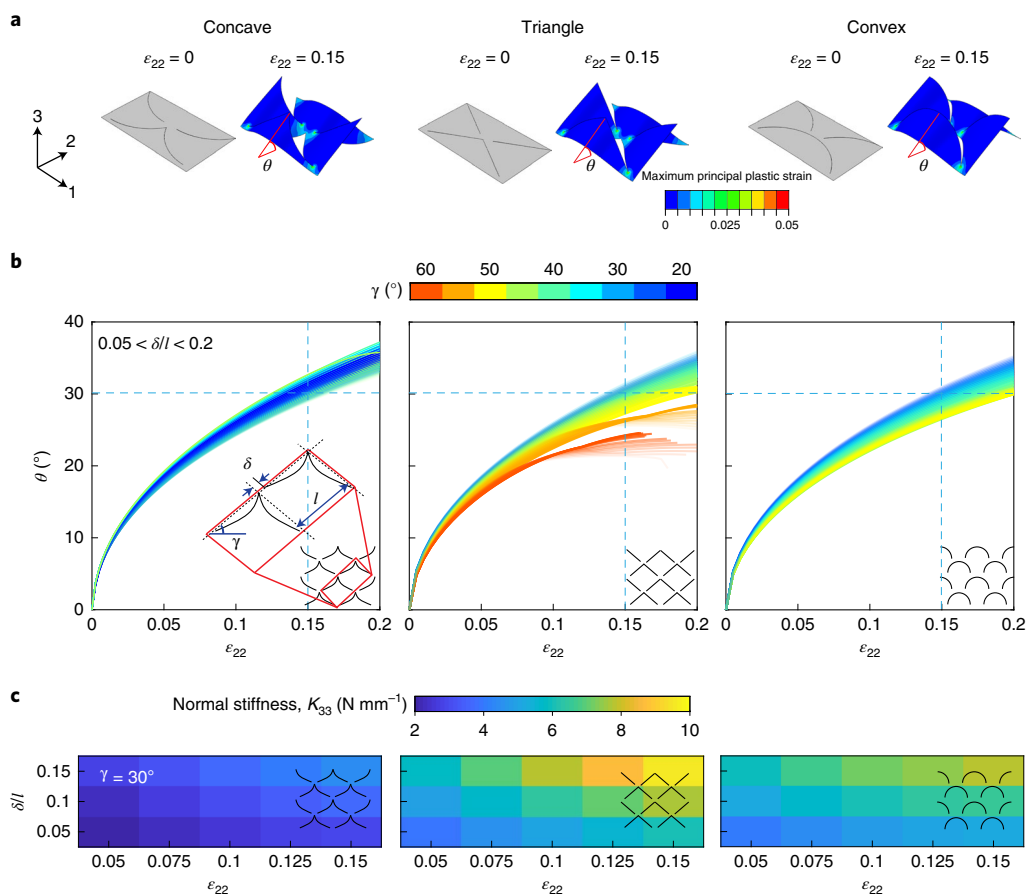 a
Concave Triangle Convex
ε22 = 0 ε22 = 0.15 ε22 = 0 ε22 = 0.15 ε22 = 0 ε22 = 0.15
3
2
1
θ θ θ
Maximum principal plastic strain
0 0.025 0.05
b
60 50 40 30 20
γ (°)
40
30
20
10
0
θ (°)
0.05 < δ/l < 0.2
δ
l
γ
0 0.05 0.1 0.15 0.2 0 0.05 0.1 0.15 0.2 0 0.05 0.1 0.15 0.2
ε22 ε22 ε22
c
Normal stiffness, K33 (N mm−1)
2 4 6 8 10
γ = 30°
δ/l
0.15
0.1
0.05
0.05 0.075 0.1 0.125 0.15 0.05 0.075 0.1 0.125 0.15 0.05 0.075 0.1 0.125 0.15
ε22 ε22 ε22